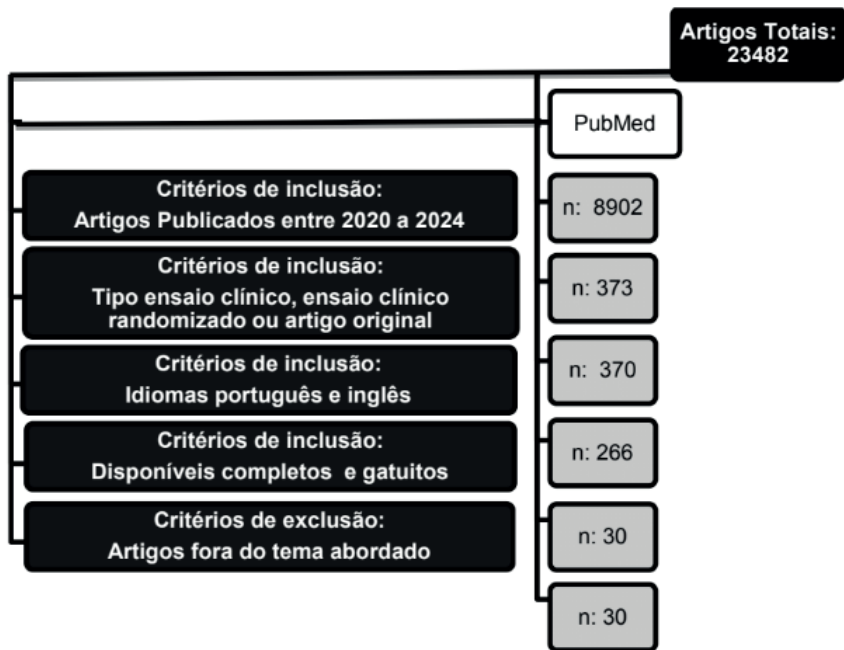 Artigos Totais:
23482
PubMed
Critérios de inclusão:
Artigos Publicados entre 2020 a 2024
n: 8902
Critérios de inclusão:
Tipo ensaio clínico, ensaio clínico
randomizado ou artigo original
n: 373
Critérios de inclusão:
Idiomas português e inglês
n: 370
Critérios de inclusão:
Disponíveis completos e gatuitos
n: 266
Critérios de exclusão:
Artigos fora do tema abordado
n: 30
n: 30